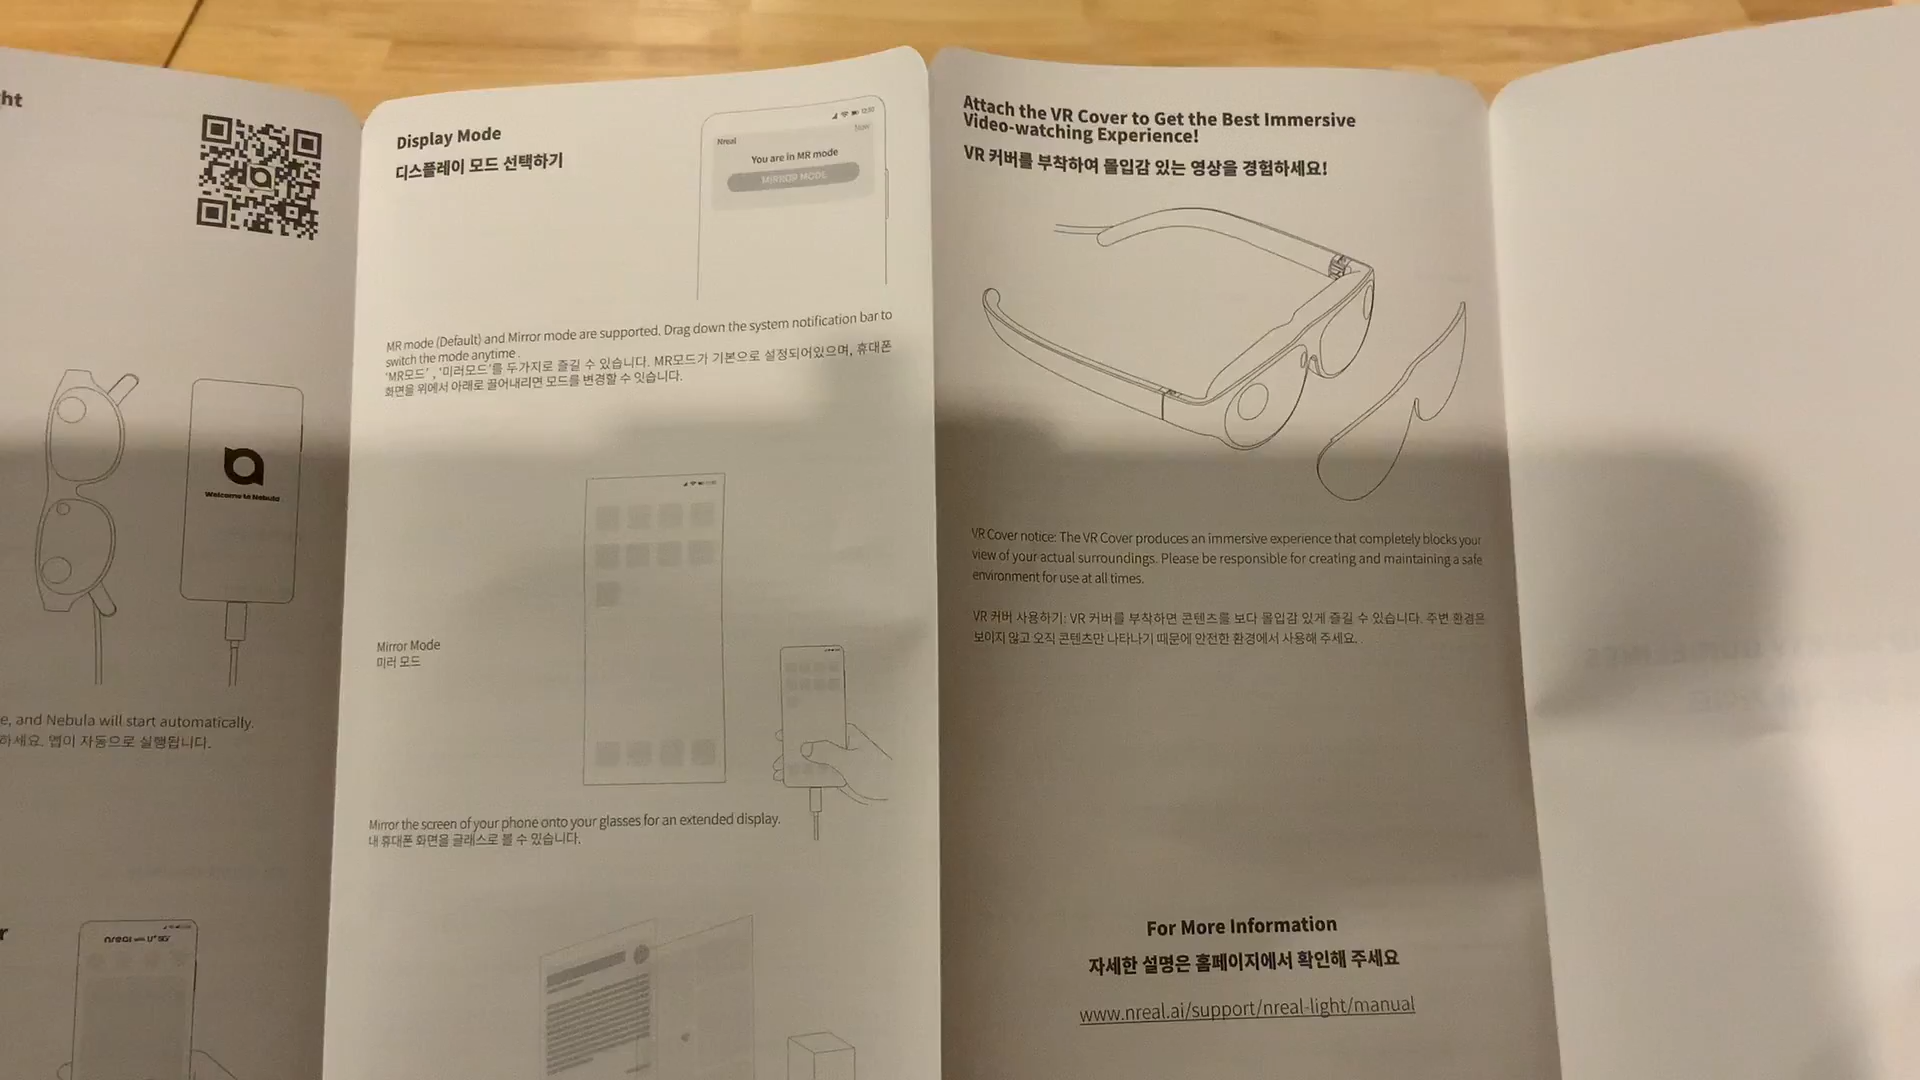 ht
Welcome to Nebula
e, and Nebula will start automatically.
하세요. 앱이 자동으로 실행됩니다.
r
nreal with U+5G
Display Mode
디스플레이 모드 선택하기
12:30
Nreal
Now
You are in MR mode
MIRROR MODE
MR mode (Default) and Mirror mode are supported. Drag down the system notification bar to
switch the mode anytime .
'MR모드' , '미러모드'를 두가지로 즐길 수 있습니다. MR모드가 기본으로 설정되어있으며, 휴대폰
화면을 위에서 아래로 끌어내리면 모드를 변경할 수 잇습니다.
Mirror Mode
미러 모드
Mirror the screen of your phone onto your glasses for an extended display.
내 휴대폰 화면을 글래스로 볼 수 있습니다.
Attach the VR Cover to Get the Best Immersive
Video-watching Experience!
VR 커버를 부착하여 몰입감 있는 영상을 경험하세요!
VR Cover notice: The VR Cover produces an immersive experience that completely blocks your
view of your actual surroundings. Please be responsible for creating and maintaining a safe
environment for use at all times.
VR 커버 사용하기: VR 커버를 부착하면 콘텐츠를 보다 몰입감 있게 즐길 수 있습니다. 주변 환경은
보이지 않고 오직 콘텐츠만 나타나기 때문에 안전한 환경에서 사용해 주세요.
For More Information
자세한 설명은 홈페이지에서 확인해 주세요
www.nreal.ai/support/nreal-light/manual